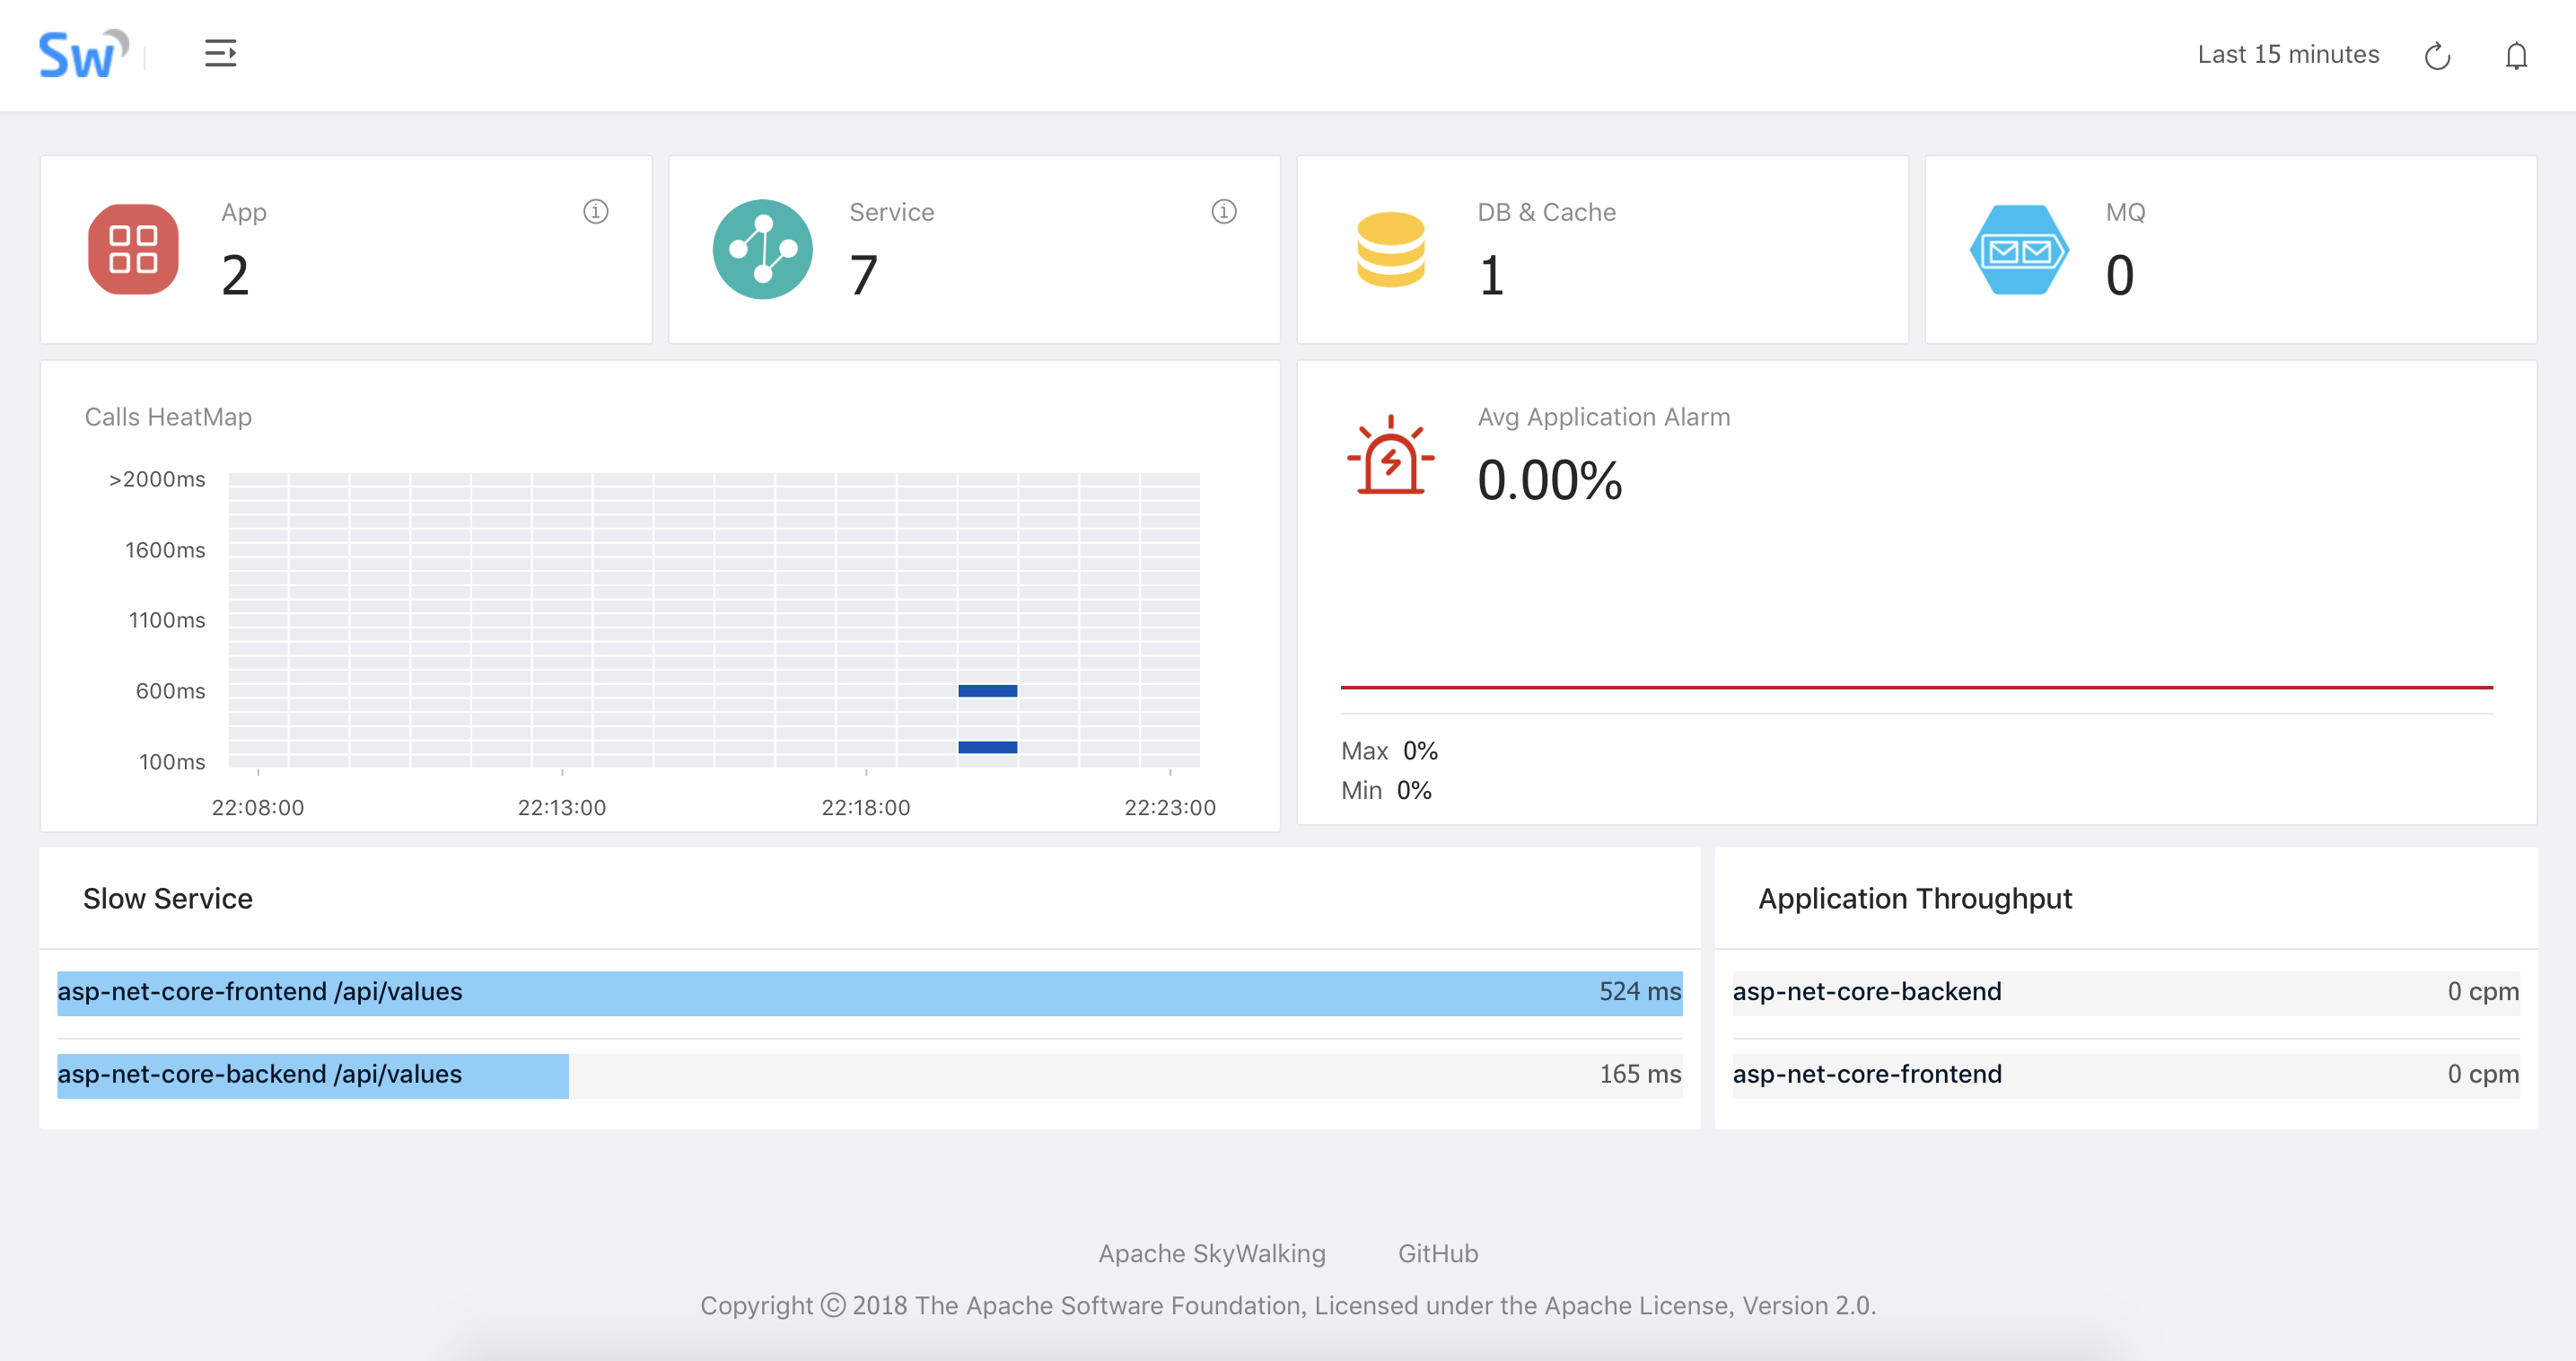 Sw
Last 15 minutes
App
2
Service
7
DB & Cache
1
MQ
0
Calls HeatMap
>2000ms
1600ms
1100ms
600ms
100ms
22:08:00 22:13:00 22:18:00 22:23:00
Avg Application Alarm
0.00%
Max 0%
Min 0%
Slow Service
asp-net-core-frontend /api/values 524 ms
asp-net-core-backend /api/values 165 ms
Application Throughput
asp-net-core-backend 0 cpm
asp-net-core-frontend 0 cpm
Apache SkyWalking GitHub
Copyright © 2018 The Apache Software Foundation, Licensed under the Apache License, Version 2.0.